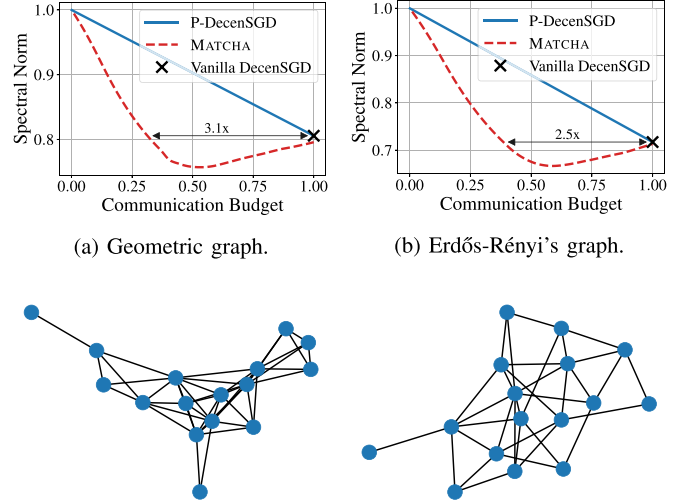 1.0
0.9
0.8
Spectral Norm
P-DecenSGD
MATCHA
Vanilla DecenSGD
3.1x
0.00 0.25 0.50 0.75 1.00
Communication Budget
(a) Geometric graph.
1.0
0.9
0.8
0.7
Spectral Norm
P-DecenSGD
MATCHA
Vanilla DecenSGD
2.5x
0.00 0.25 0.50 0.75 1.00
Communication Budget
(b) Erdős-Rényi's graph.